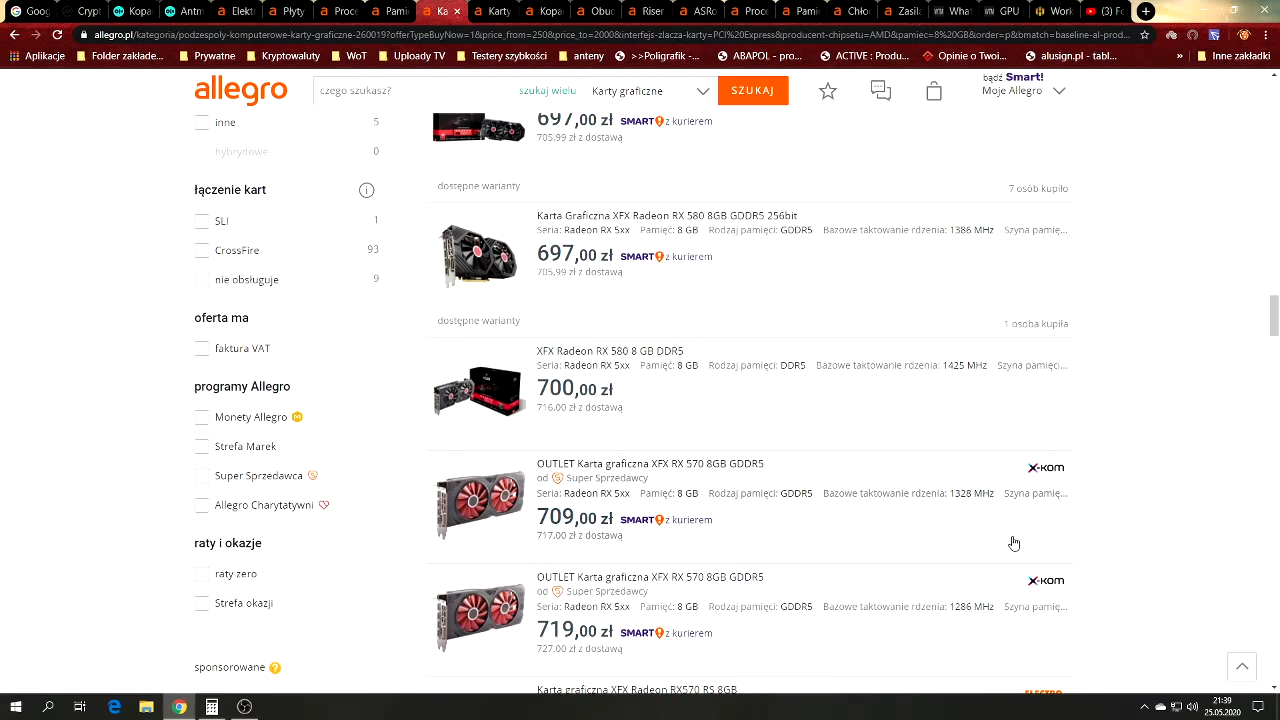 Goog
Cryp
Kopa
Antm
Elekt
Płyty
Proce
Pami
Ka
Karty
Kopa
Obuc
Riser
ASRo
Proce
Pami
Chło
Zasila
What
GPU
Work
(3) Fo
allegro.pl/kategoria/podzespoly-komputerowe-karty-graficzne-260019?offerTypeBuyNow=1&price_from=250&price_to=2000&interfejs-zlacza-karty=PCI%20Express&producent-chipsetu=AMD&pamiec=8%20GB&order=p&bmatch=baseline-al-prod...
Aplikacje
Prywatny
Kryptowaluty
WoT
Uploady TV
Testery szybkości...
anteny
>>Poligrafik -...
ABAPOL - pro...
ACTIVE : Produ...
Opinie o Two...
alusign.pl - tabl...
»
Inne zakładki
allegro
czego szukasz?
szukaj wielu
Karty graficzne
SZUKAJ
bądź Smart!
Moje Allegro
inne 5
hybrydowe 0
łączenie kart
SLI 1
CrossFire 93
nie obsługuje 9
oferta ma
faktura VAT
programy Allegro
Monety Allegro
Strefa Marek
Super Sprzedawca
Allegro Charytatywni
raty i okazje
raty zero
Strefa okazji
sponsorowane ?
697,00 zł SMART z kurierem
705,99 zł z dostawą
dostępne warianty 7 osób kupiło
Karta Graficzna XFX Radeon RX 580 8GB GDDR5 256bit
Seria: Radeon RX 5xx Pamięć: 8 GB Rodzaj pamięci: GDDR5 Bazowe taktowanie rdzenia: 1386 MHz Szyna pamię...
697,00 zł SMART z kurierem
705,99 zł z dostawą
dostępne warianty 1 osoba kupiła
XFX Radeon RX 580 8 GB DDR5
Seria: Radeon RX 5xx Pamięć: 8 GB Rodzaj pamięci: DDR5 Bazowe taktowanie rdzenia: 1425 MHz Szyna pamięci...
700,00 zł
716,00 zł z dostawą
OUTLET Karta graficzna XFX RX 570 8GB GDDR5 x-kom
od Super Sprzedawcy
Seria: Radeon RX 5xx Pamięć: 8 GB Rodzaj pamięci: GDDR5 Bazowe taktowanie rdzenia: 1328 MHz Szyna pamię...
709,00 zł SMART z kurierem
717,00 zł z dostawą
OUTLET Karta graficzna XFX RX 570 8GB GDDR5 x-kom
od Super Sprzedawcy
Seria: Radeon RX 5xx Pamięć: 8 GB Rodzaj pamięci: GDDR5 Bazowe taktowanie rdzenia: 1286 MHz Szyna pamię...
719,00 zł SMART z kurierem
727,00 zł z dostawą
Karta graficzna XFX Radeon RX570 RS 8GB ELECTRO
21:39
25.05.2020